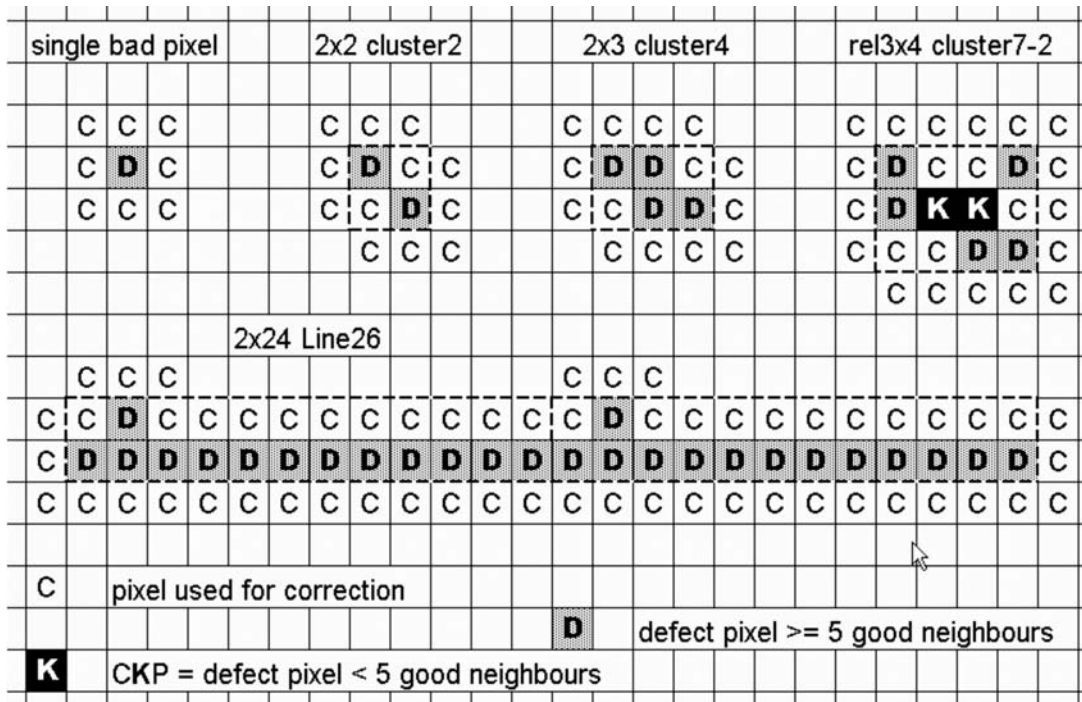 single bad pixel 2x2 cluster2 2x3 cluster4 rel3x4 cluster7-2
C C C C C C C C C C C C C C C C
C D C C D C C C D D C C C D C C D C
C C C C C D C C C D D C C D K K C C
C C C C C C C C C C D D C
C C C C C
2x24 Line26
C C C C C C
C C D C C C C C C C C C C C D C C C C C C C C C C C
C D D D D D D D D D D D D D D D D D D D D D D D D C
C C C C C C C C C C C C C C C C C C C C C C C C C C
C pixel used for correction
D defect pixel >= 5 good neighbours
K CKP = defect pixel < 5 good neighbours